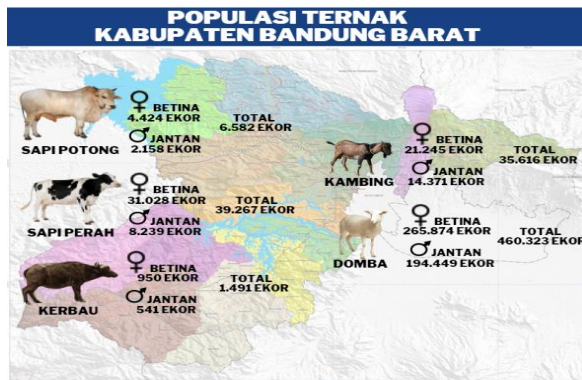 POPULASI TERNAK
KABUPATEN BANDUNG BARAT
SAPI POTONG
BETINA
4.424 EKOR
JANTAN
2.158 EKOR
TOTAL
6.582 EKOR
SAPI PERAH
BETINA
31.028 EKOR
JANTAN
8.239 EKOR
TOTAL
39.267 EKOR
KERBAU
BETINA
950 EKOR
JANTAN
541 EKOR
TOTAL
1.491 EKOR
KAMBING
BETINA
21.245 EKOR
JANTAN
14.371 EKOR
TOTAL
35.616 EKOR
DOMBA
BETINA
265.874 EKOR
JANTAN
194.449 EKOR
TOTAL
460.323 EKOR